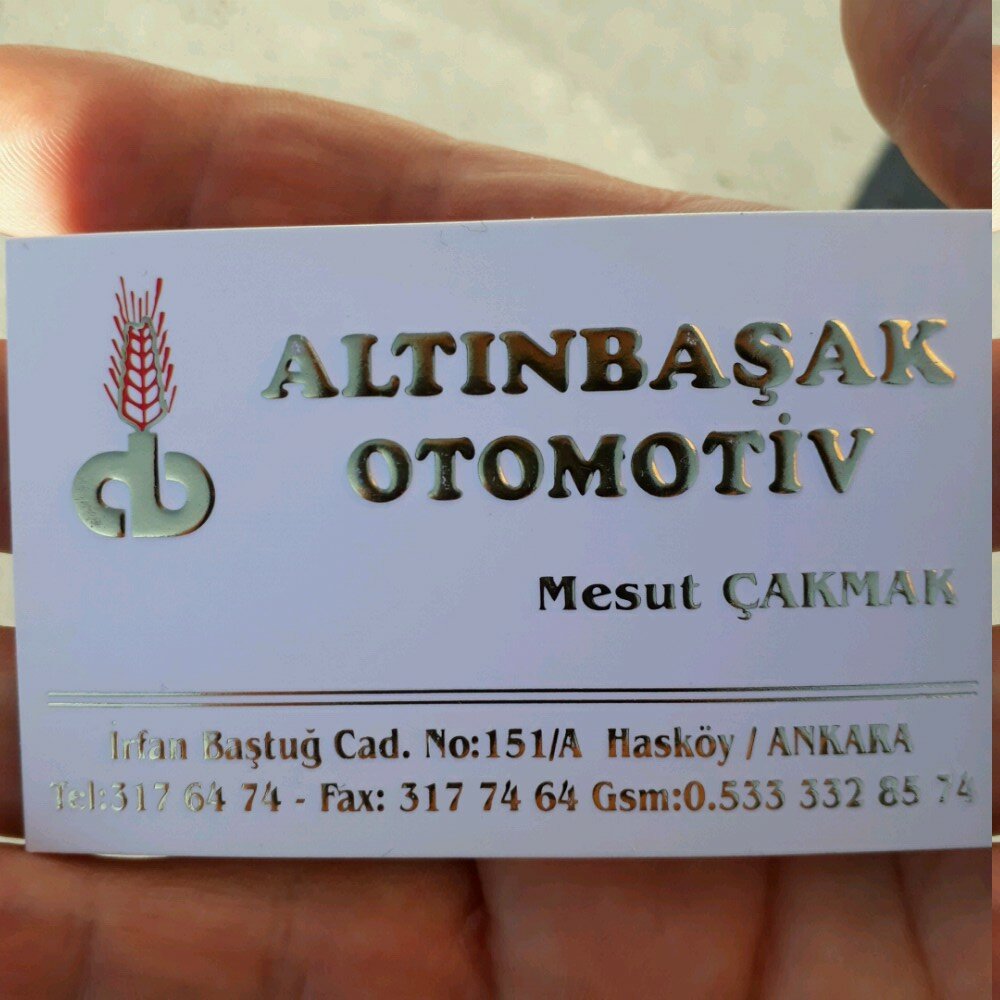 ab
ALTINBAŞAK
OTOMOTİV
Mesut ÇAKMAK
İrfan Baştuğ Cad. No:151/A Hasköy / ANKARA
Tel:317 64 74 - Fax: 317 74 64 Gsm:0.533 332 85 74